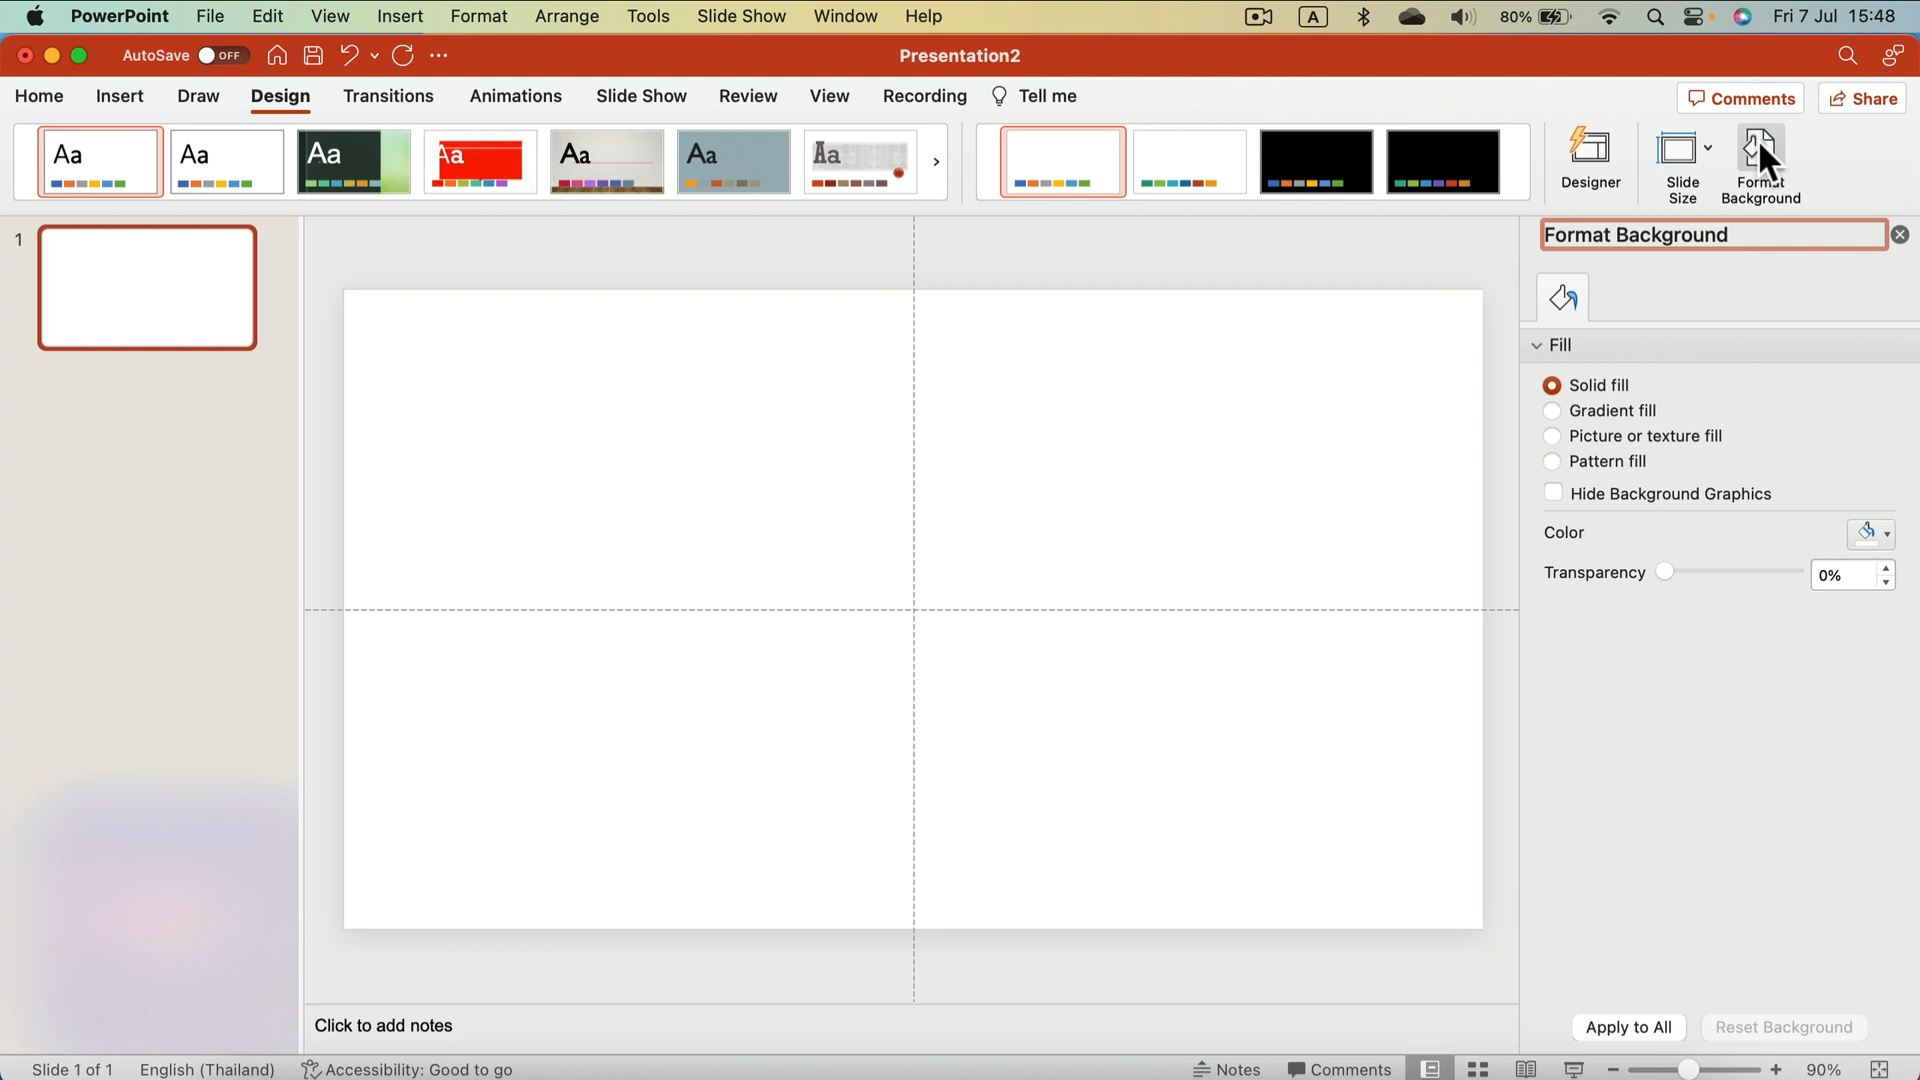 PowerPoint File Edit View Insert Format Arrange Tools Slide Show Window Help A 80% Fri 7 Jul 15:48
AutoSave OFF Presentation2
Home Insert Draw Design Transitions Animations Slide Show Review View Recording Tell me Comments Share
Aa Aa Aa Aa Aa Aa Aa
Designer
Slide
Size
Format
Background
1
Format Background
Fill
Solid fill
Gradient fill
Picture or texture fill
Pattern fill
Hide Background Graphics
Color
Transparency 0%
Click to add notes
Apply to All Reset Background
Slide 1 of 1 English (Thailand) Accessibility: Good to go Notes Comments 90%